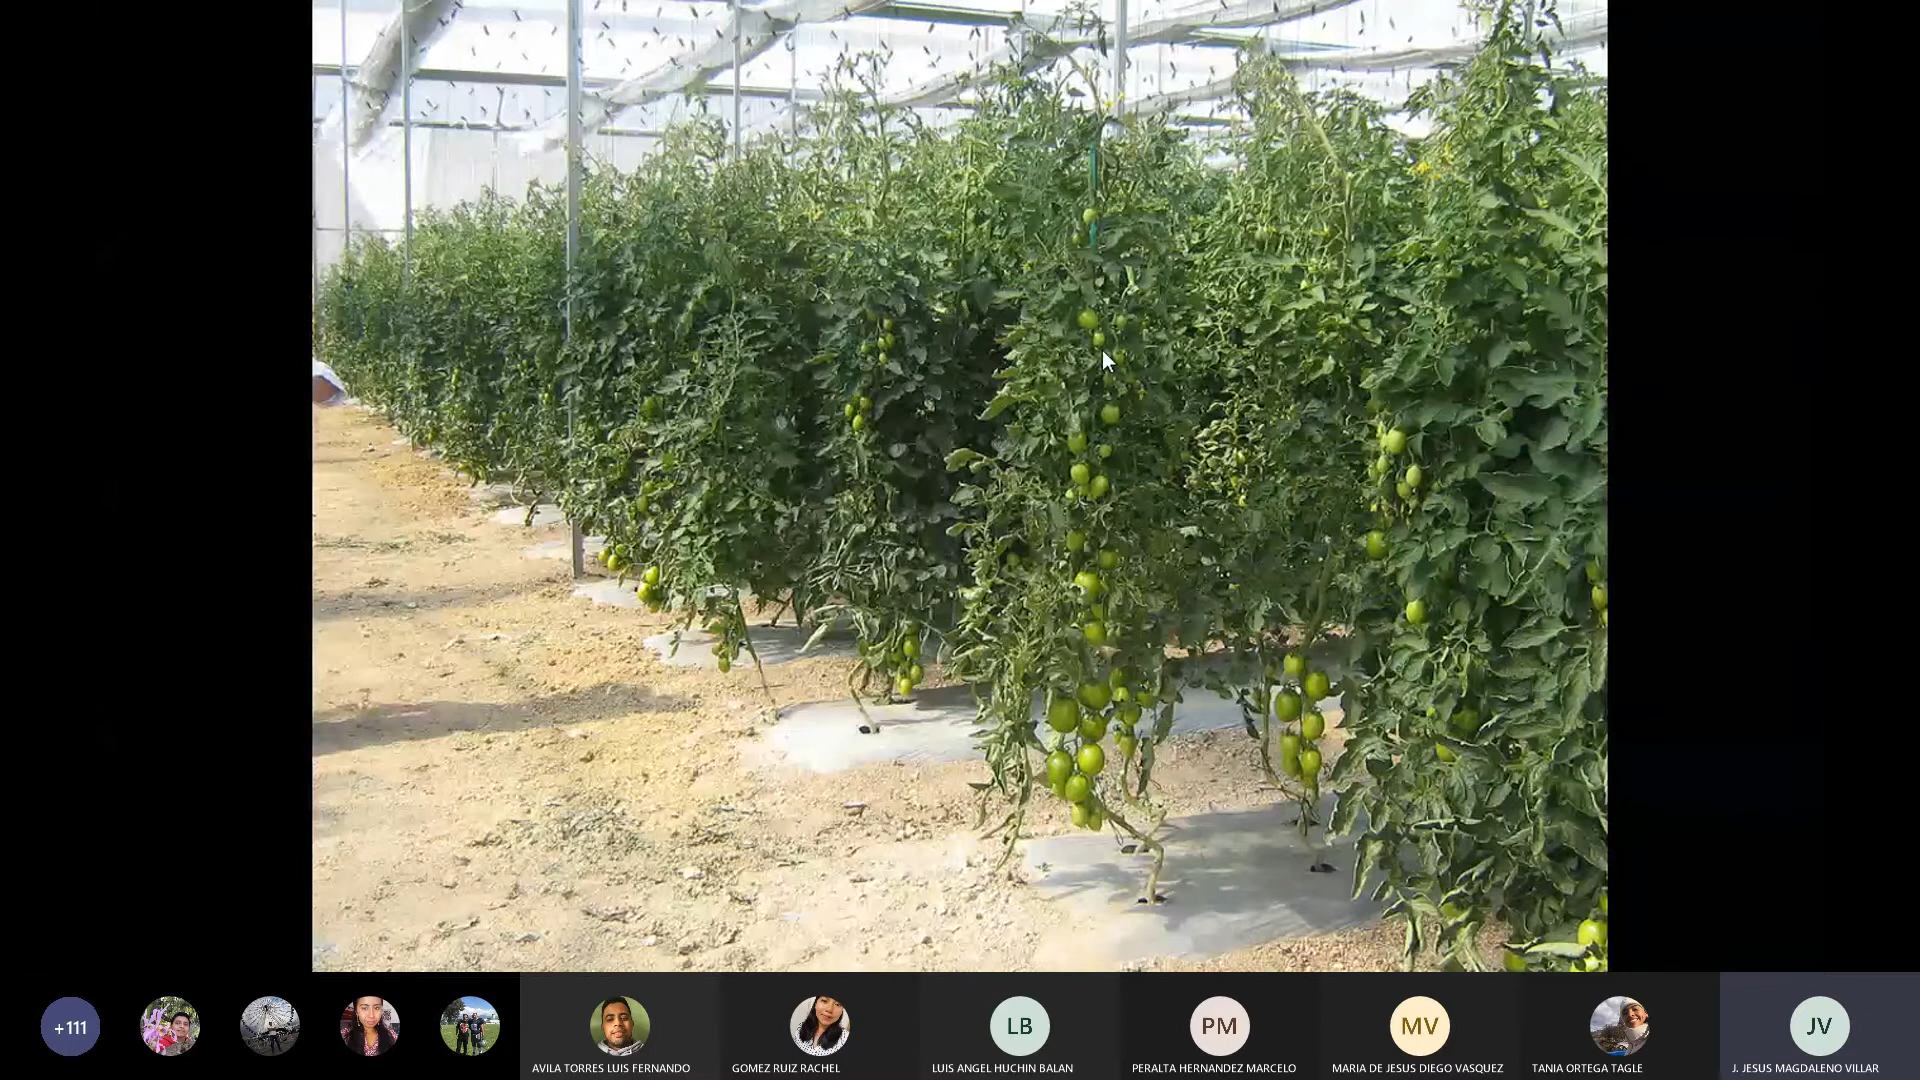 +111
LB
PM
MV
JV
AVILA TORRES LUIS FERNANDO
GOMEZ RUIZ RACHEL
LUIS ANGEL HUCHIN BALAN
PERALTA HERNANDEZ MARCELO
MARIA DE JESUS DIEGO VASQUEZ
TANIA ORTEGA TAGLE
J. JESUS MAGDALENO VILLAR